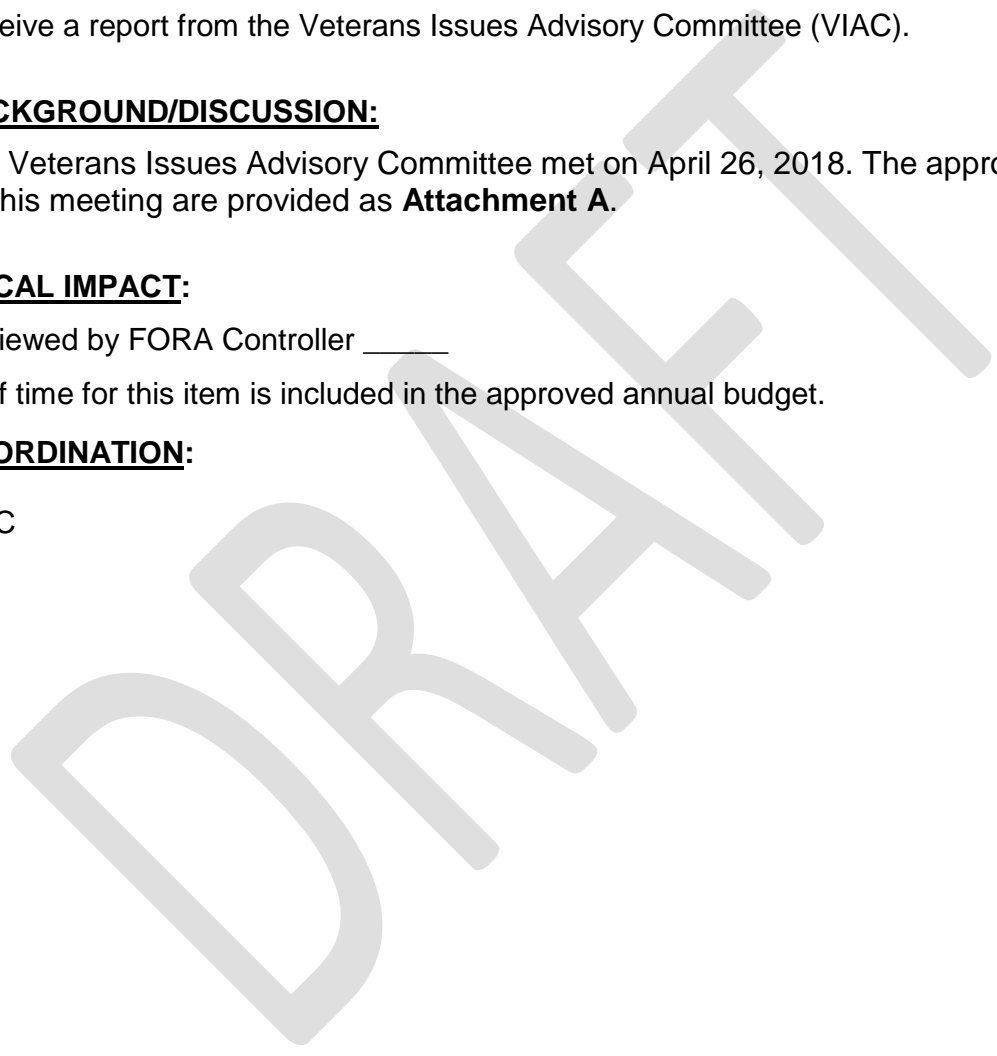 ceive a report from the Veterans Issues Advisory Committee (VIAC).
CKGROUND/DISCUSSION:
Veterans Issues Advisory Committee met on April 26, 2018. The appro
his meeting are provided as Attachment A.
CAL IMPACT:
iewed by FORA Controller _____
f time for this item is included in the approved annual budget.
ORDINATION:
C
DRAFT